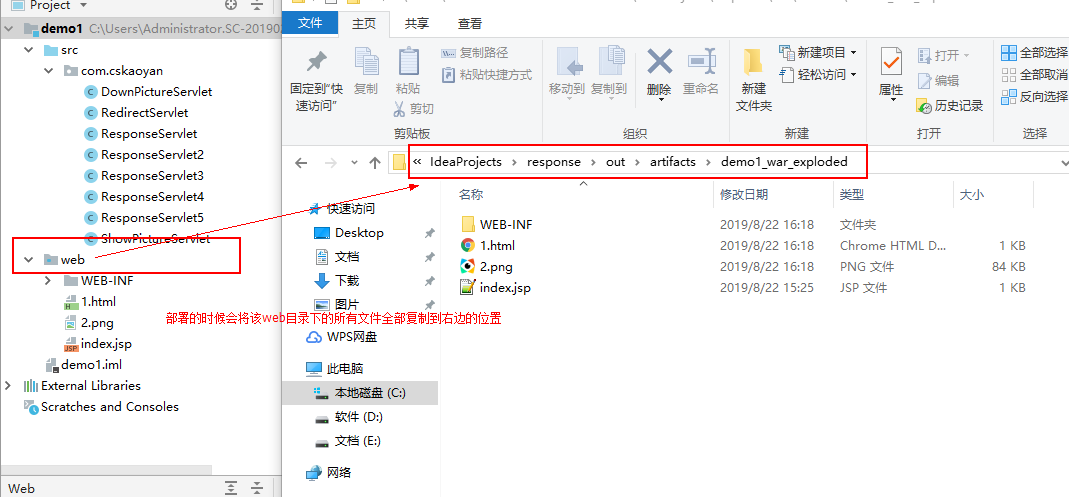 Project
demo1 C:\Users\Administrator.SC-20190
src
com.cskaoyan
DownPictureServlet
RedirectServlet
ResponseServlet
ResponseServlet2
ResponseServlet3
ResponseServlet4
ResponseServlet5
ShowPictureServlet
web
WEB-INF
1.html
2.png
index.jsp
demo1.iml
External Libraries
Scratches and Consoles
Web
文件 主页 共享 查看
固定到“快速访问”
复制
粘贴
复制路径
粘贴快捷方式
剪切
剪贴板
移动到 复制到 删除 重命名
组织
新建文件夹
新建项目
轻松访问
新建
属性
打开
编辑
历史记录
打开
全部选择
全部取消
反向选择
选择
« IdeaProjects › response › out › artifacts › demo1_war_exploded
名称 修改日期 类型 大小
WEB-INF 2019/8/22 16:18 文件夹
1.html 2019/8/22 16:18 Chrome HTML D... 1 KB
2.png 2019/8/22 16:18 PNG 文件 84 KB
index.jsp 2019/8/22 15:25 JSP 文件 1 KB
快速访问
Desktop
文档
下载
图片
部署的时候会将该web目录下的所有文件全部复制到右边的位置
WPS网盘
此电脑
本地磁盘 (C:)
软件 (D:)
文档 (E:)
网络